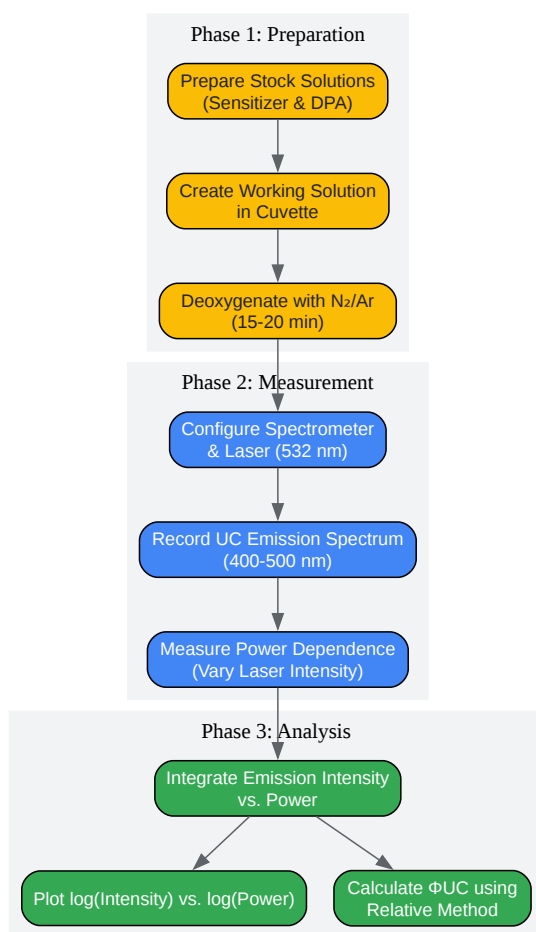 Phase 1: Preparation
Prepare Stock Solutions
(Sensitizer & DPA)
Create Working Solution
in Cuvette
Deoxygenate with N₂/Ar
(15-20 min)
Phase 2: Measurement
Configure Spectrometer
& Laser (532 nm)
Record UC Emission Spectrum
(400-500 nm)
Measure Power Dependence
(Vary Laser Intensity)
Phase 3: Analysis
Integrate Emission Intensity
vs. Power
Plot log(Intensity) vs. log(Power)
Calculate ΦUC using
Relative Method